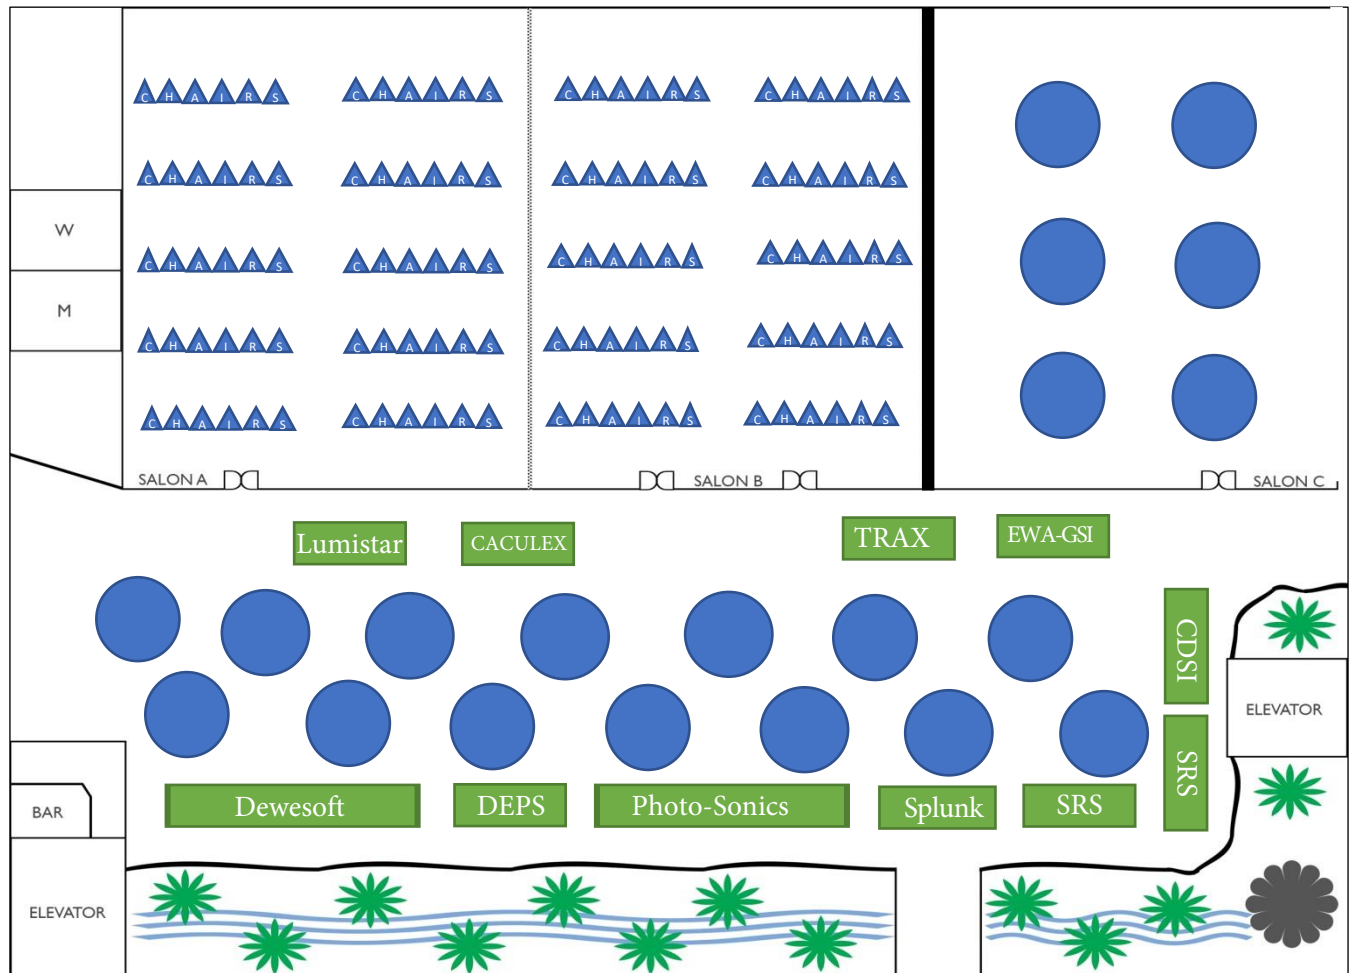 CHAIRS CHAIRS CHAIRS CHAIRS
CHAIRS CHAIRS CHAIRS CHAIRS
W
CHAIRS CHAIRS CHAIRS CHAIRS
M
CHAIRS CHAIRS CHAIRS CHAIRS
CHAIRS CHAIRS CHAIRS CHAIRS
SALON A
SALON B
SALON C
Lumistar
CACULEX
TRAX
EWA-GSI
CDSI
ELEVATOR
SRS
Dewesoft
DEPS
Photo-Sonics
Splunk
SRS
BAR
ELEVATOR